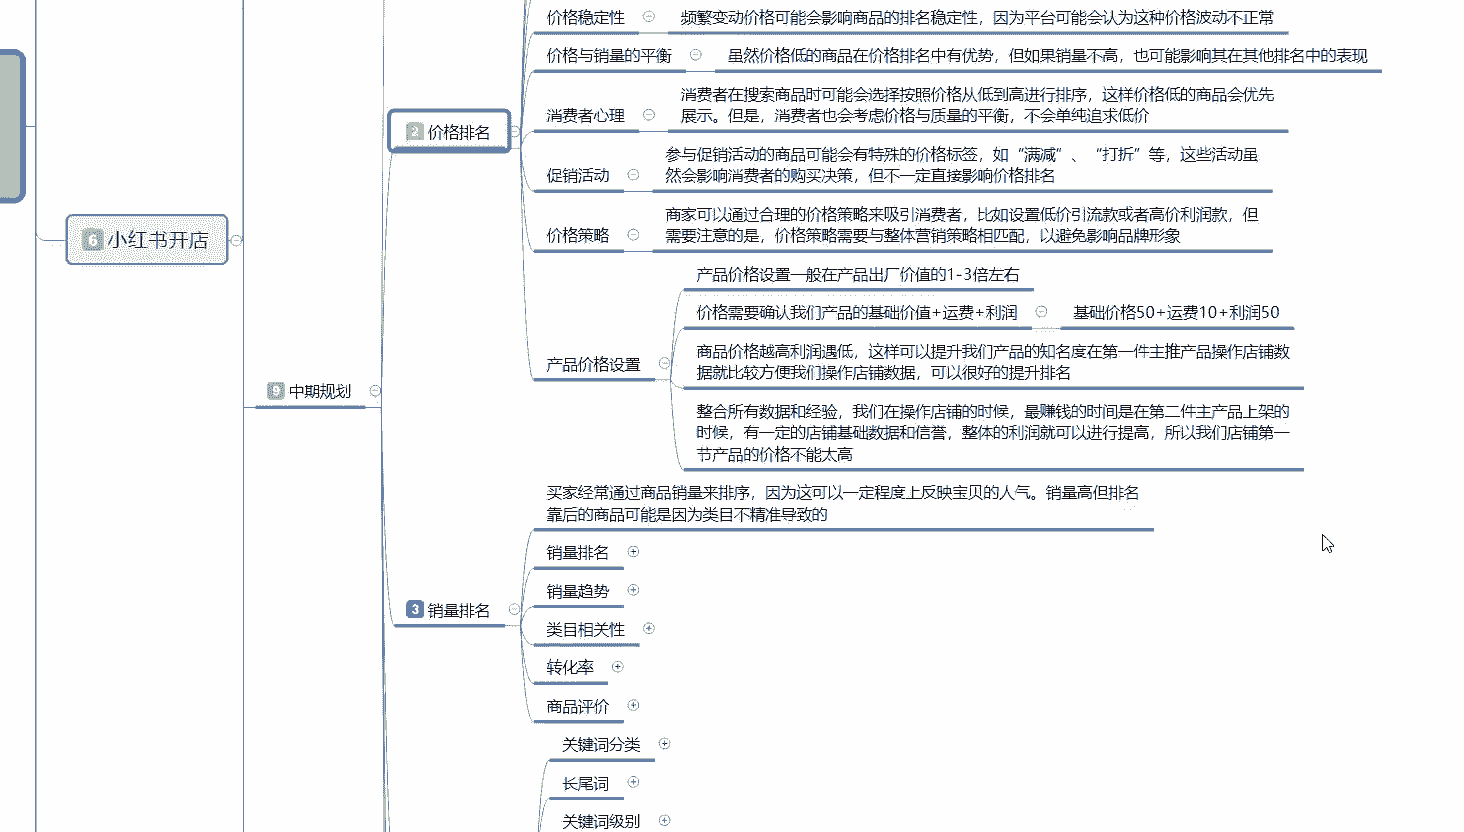 价格稳定性
频繁变动价格可能会影响商品的排名稳定性，因为平台可能会认为这种价格波动不正常
价格与销量的平衡
虽然价格低的商品在价格排名中有优势，但如果销量不高，也可能影响其在其他排名中的表现
2 价格排名
消费者心理
消费者在搜索商品时可能会选择按照价格从低到高进行排序，这样价格低的商品会优先
展示。但是，消费者也会考虑价格与质量的平衡，不会单纯追求低价
促销活动
参与促销活动的商品可能会有特殊的价格标签，如“满减”、“打折”等，这些活动虽
然会影响消费者的购买决策，但不一定直接影响价格排名
6 小红书开店
价格策略
商家可以通过合理的价格策略来吸引消费者，比如设置低价引流款或者高价利润款，但
需要注意的是，价格策略需要与整体营销策略相匹配，以避免影响品牌形象
产品价格设置
产品价格设置一般在产品出厂价值的1-3倍左右
价格需要确认我们产品的基础价值+运费+利润
基础价格50+运费10+利润50
商品价格越高利润遇低，这样可以提升我们产品的知名度在第一件主推产品操作店铺数
据就比较方便我们操作店铺数据，可以很好的提升排名
整合所有数据和经验，我们在操作店铺的时候，最赚钱的时间是在第二件主产品上架的
时候，有一定的店铺基础数据和信誉，整体的利润就可以进行提高，所以我们店铺第一
节产品的价格不能太高
9 中期规划
3 销量排名
买家经常通过商品销量来排序，因为这可以一定程度上反映宝贝的人气。销量高但排名
靠后的商品可能是因为类目不精准导致的
销量排名
销量趋势
类目相关性
转化率
商品评价
关键词分类
长尾词
关键词级别